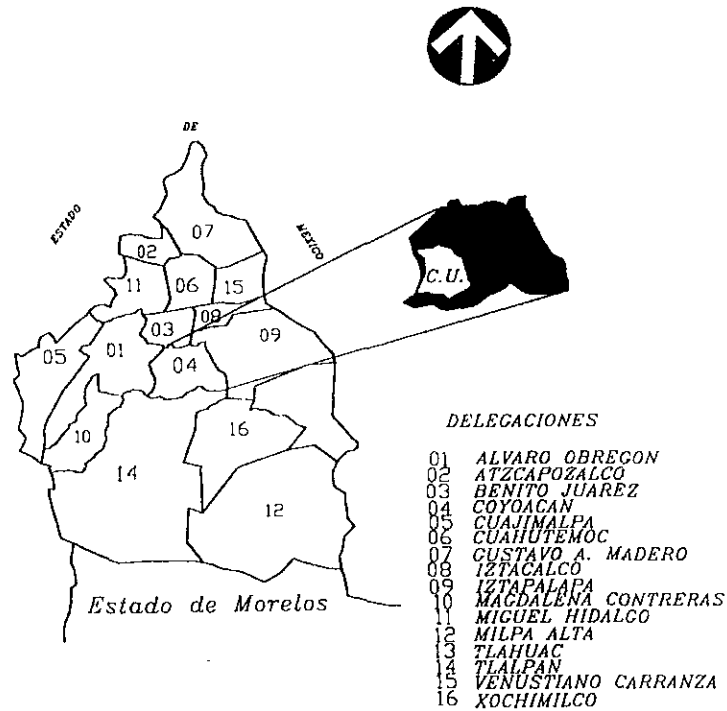 DE
ESTADO
MEXICO
07
02
11
06
15
C.U.
08
03
09
05
01
04
10
16
14
12
Estado de Morelos
DELEGACIONES
01 ALVARO OBREGON
02 ATZCAPOZALCO
03 BENITO JUAREZ
04 COYOACAN
05 CUAJIMALPA
06 CUAHUTEMOC
07 GUSTAVO A. MADERO
08 IZTACALCO
09 IZTAPALAPA
10 MAGDALENA CONTRERAS
11 MIGUEL HIDALGO
12 MILPA ALTA
13 TLAHUAC
14 TLALPAN
15 VENUSTIANO CARRANZA
16 XOCHIMILCO